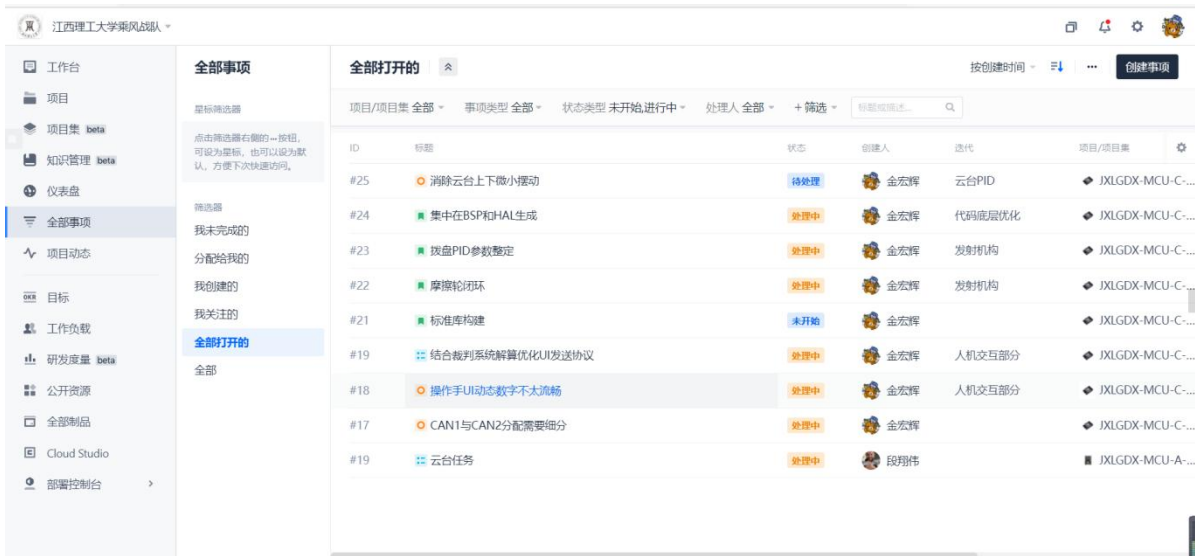 江西理工大学乘风战队
工作台
项目
项目集 beta
知识管理 beta
仪表盘
全部事项
项目动态
OKR 目标
工作负载
研发度量 beta
公开资源
全部制品
Cloud Studio
部署控制台
全部事项
星标筛选器
点击筛选器右侧的···按钮,
可设为星标，也可以设为默
认，方便下次快速访问。
筛选器
我未完成的
分配给我的
我创建的
我关注的
全部打开的
全部
全部打开的
按创建时间 ··· 创建事项
项目/项目集 全部 事项类型 全部 状态类型 未开始,进行中 处理人 全部 + 筛选 标题或描述...
ID 标题 状态 创建人 迭代 项目/项目集
#25 消除云台上下微小摆动 待处理 金宏辉 云台PID JXLGDX-MCU-C-...
#24 集中在BSP和HAL生成 处理中 金宏辉 代码底层优化 JXLGDX-MCU-C-...
#23 拨盘PID参数整定 处理中 金宏辉 发射机构 JXLGDX-MCU-C-...
#22 摩擦轮闭环 处理中 金宏辉 发射机构 JXLGDX-MCU-C-...
#21 标准库构建 未开始 金宏辉 JXLGDX-MCU-C-...
#19 结合裁判系统解算优化UI发送协议 处理中 金宏辉 人机交互部分 JXLGDX-MCU-C-...
#18 操作手UI动态数字不太流畅 处理中 金宏辉 人机交互部分 JXLGDX-MCU-C-...
#17 CAN1与CAN2分配需要细分 处理中 金宏辉 JXLGDX-MCU-C-...
#19 云台任务 处理中 段翔伟 JXLGDX-MCU-A-...